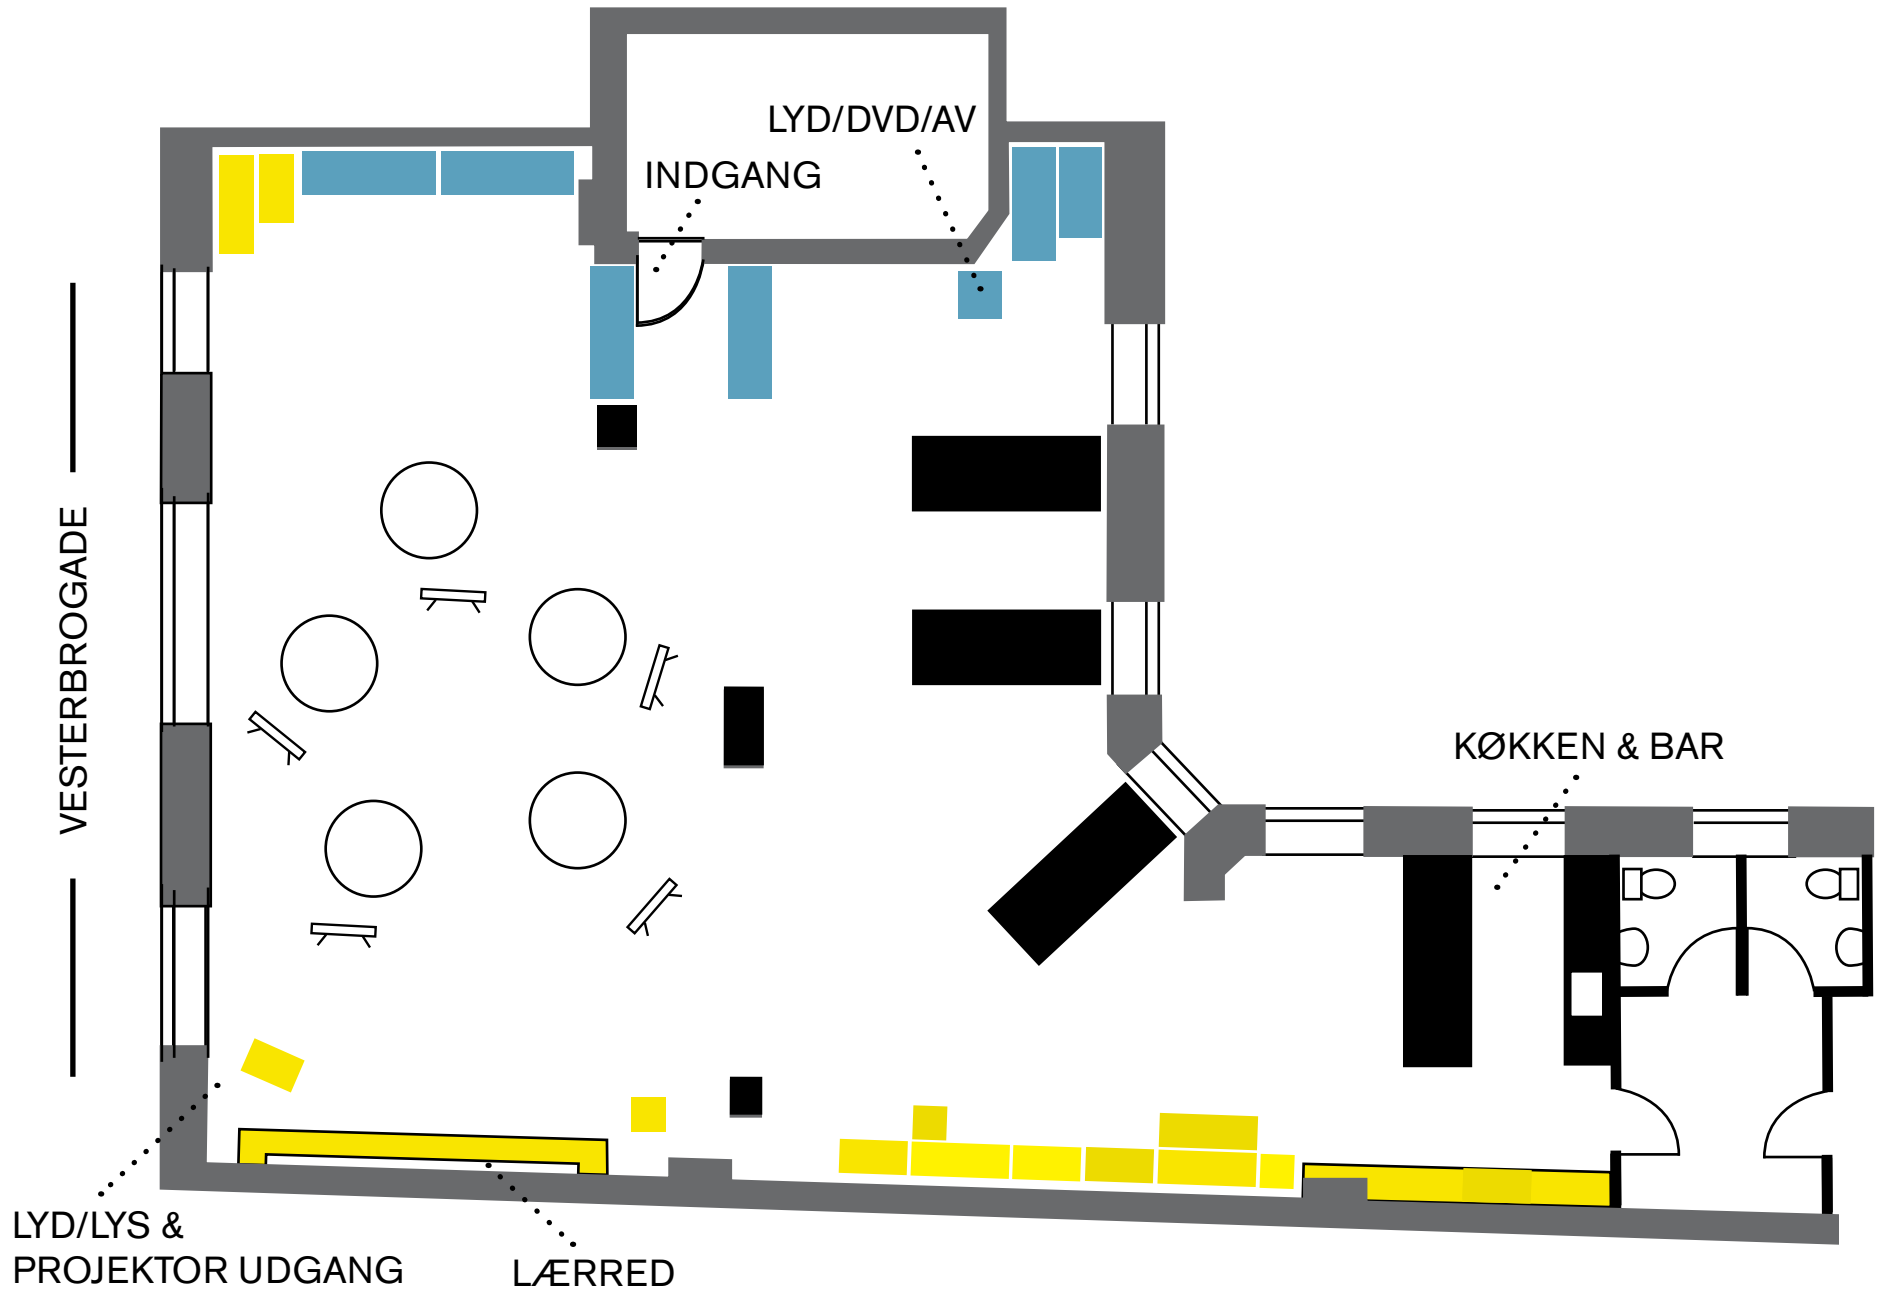 LYD/DVD/AV
INDGANG
VESTERBROGADE
KØKKEN & BAR
LYD/LYS &
PROJEKTOR UDGANG
LÆRRED